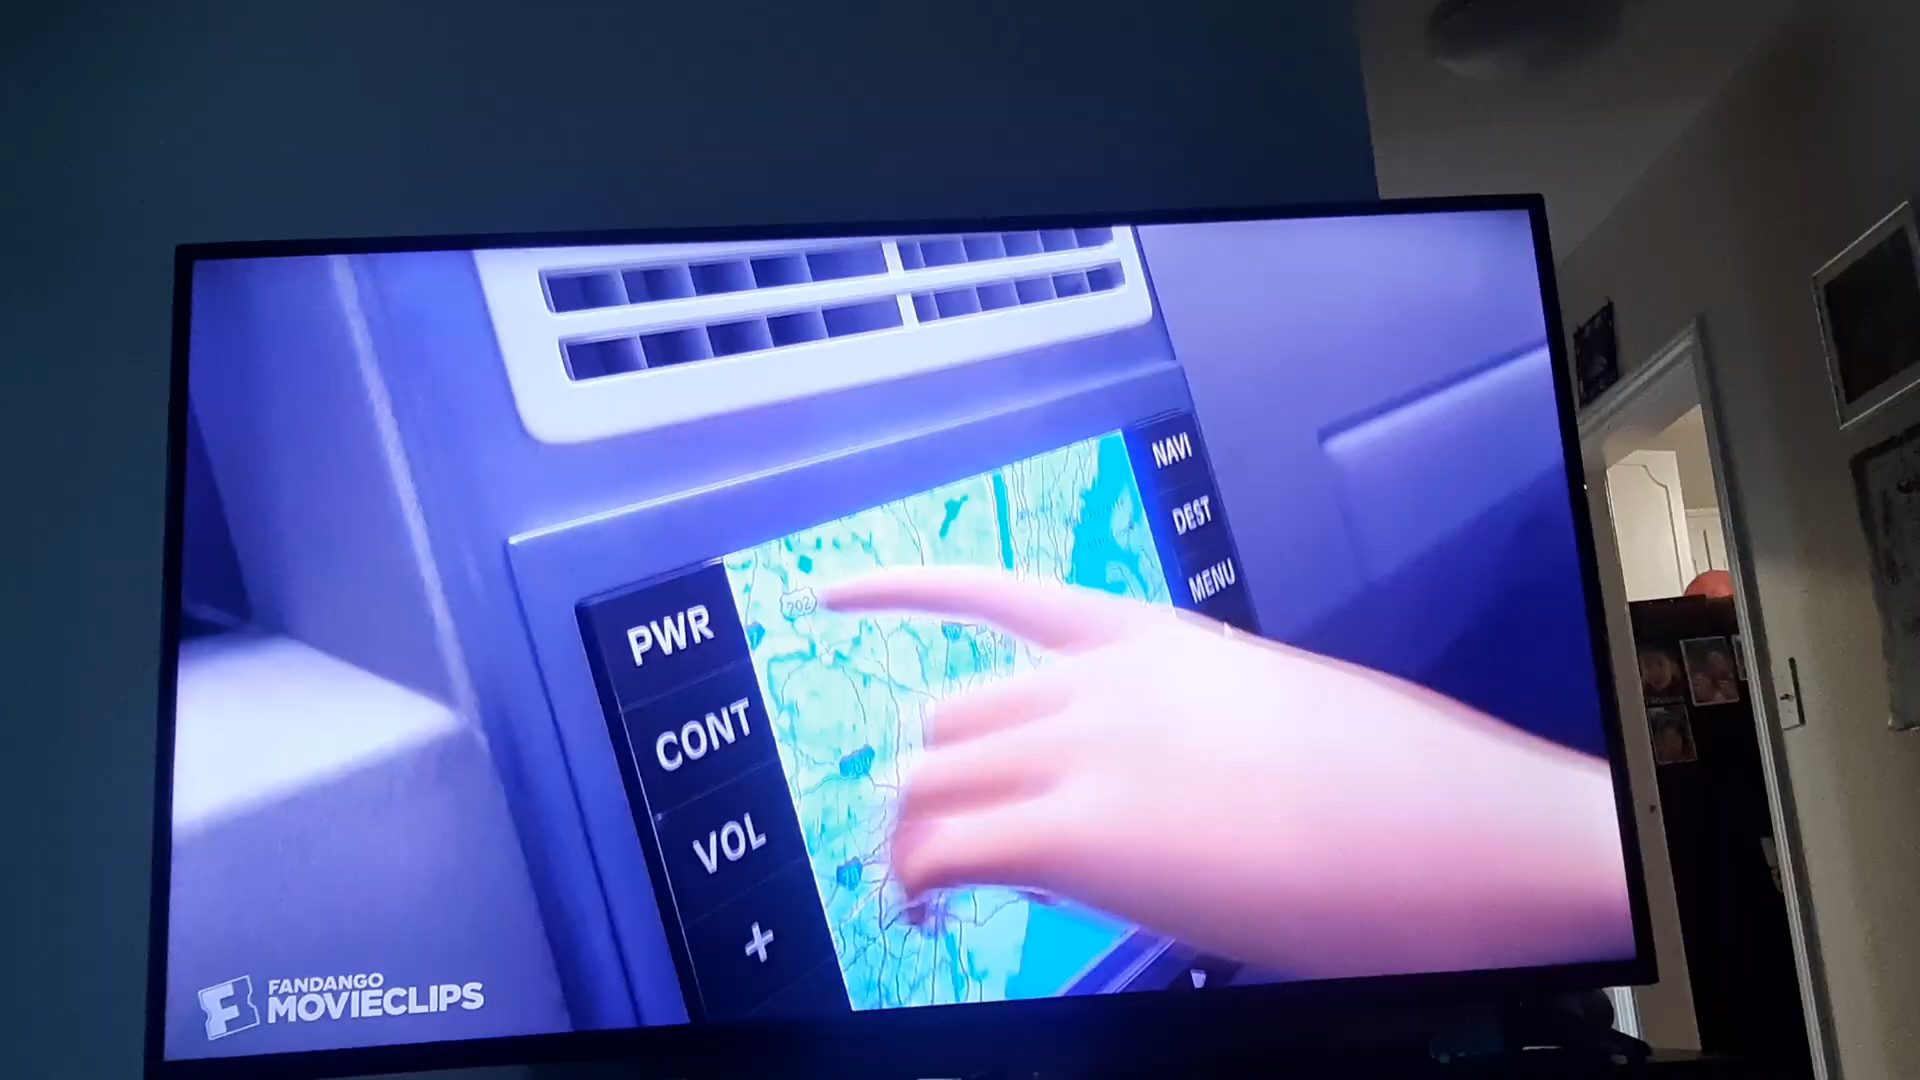 NAVI
DEST
MENU
PWR
202
CONT
VOL
+
FANDANGO
MOVIECLIPS